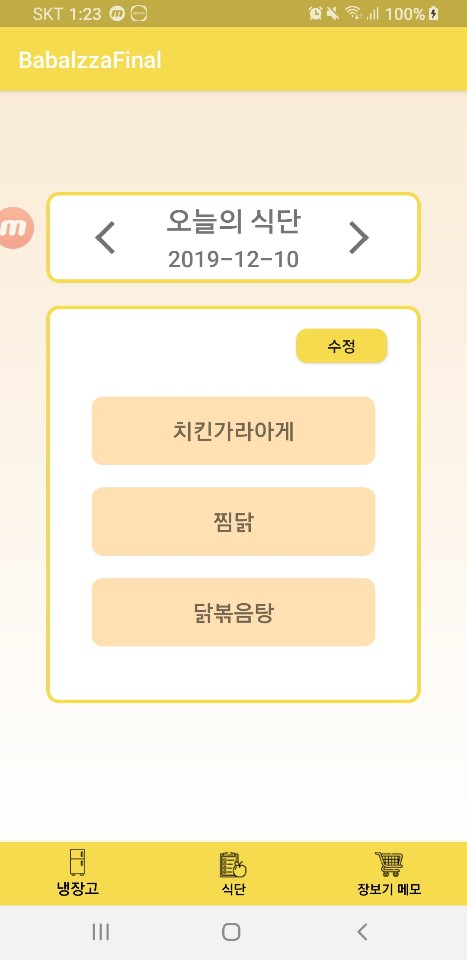 SKT 1:23 100%
BabalzzaFinal
오늘의 식단
2019-12-10
수정
치킨가라아게
찜닭
닭볶음탕
냉장고 식단 장보기 메모